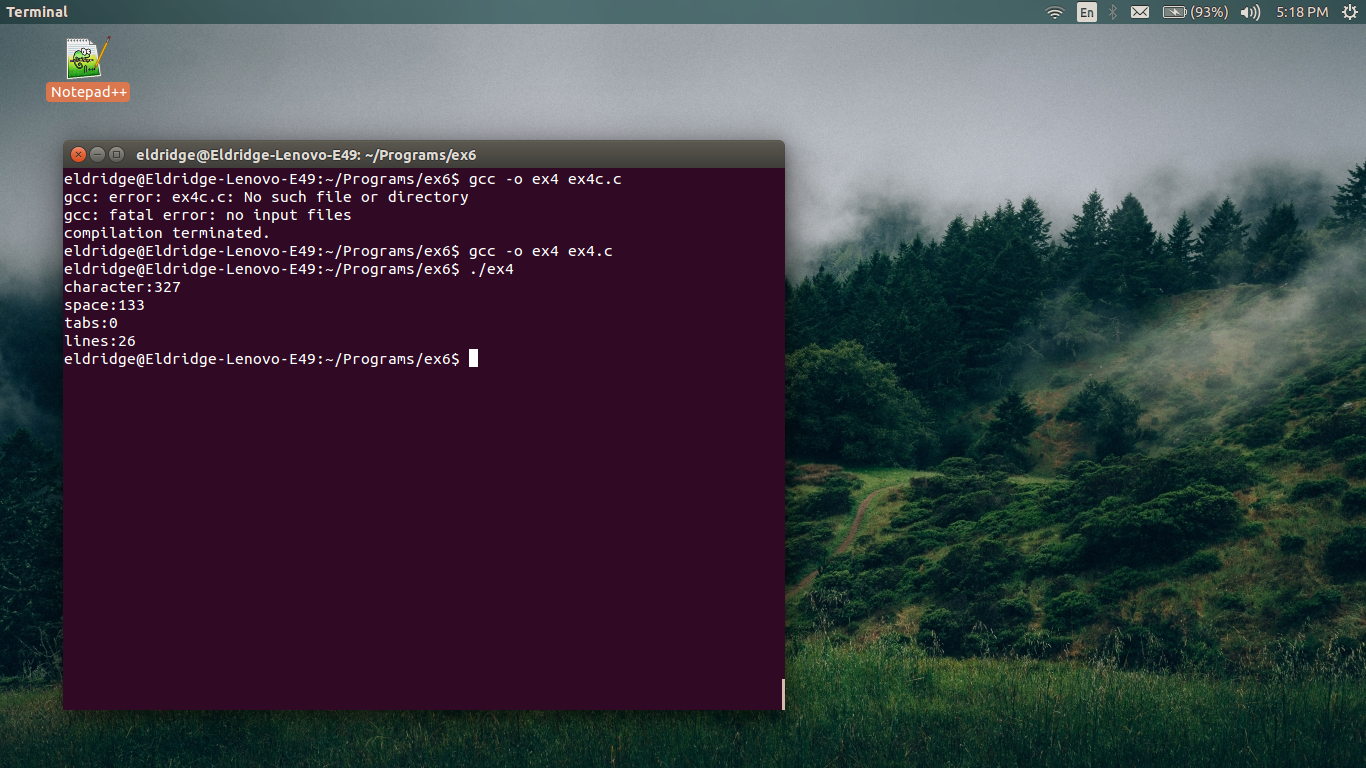 Terminal
En
(93%)
5:18 PM
Notepad++
eldridge@Eldridge-Lenovo-E49: ~/Programs/ex6
eldridge@Eldridge-Lenovo-E49:~/Programs/ex6$ gcc -o ex4 ex4c.c
gcc: error: ex4c.c: No such file or directory
gcc: fatal error: no input files
compilation terminated.
eldridge@Eldridge-Lenovo-E49:~/Programs/ex6$ gcc -o ex4 ex4.c
eldridge@Eldridge-Lenovo-E49:~/Programs/ex6$ ./ex4
character:327
space:133
tabs:0
lines:26
eldridge@Eldridge-Lenovo-E49:~/Programs/ex6$